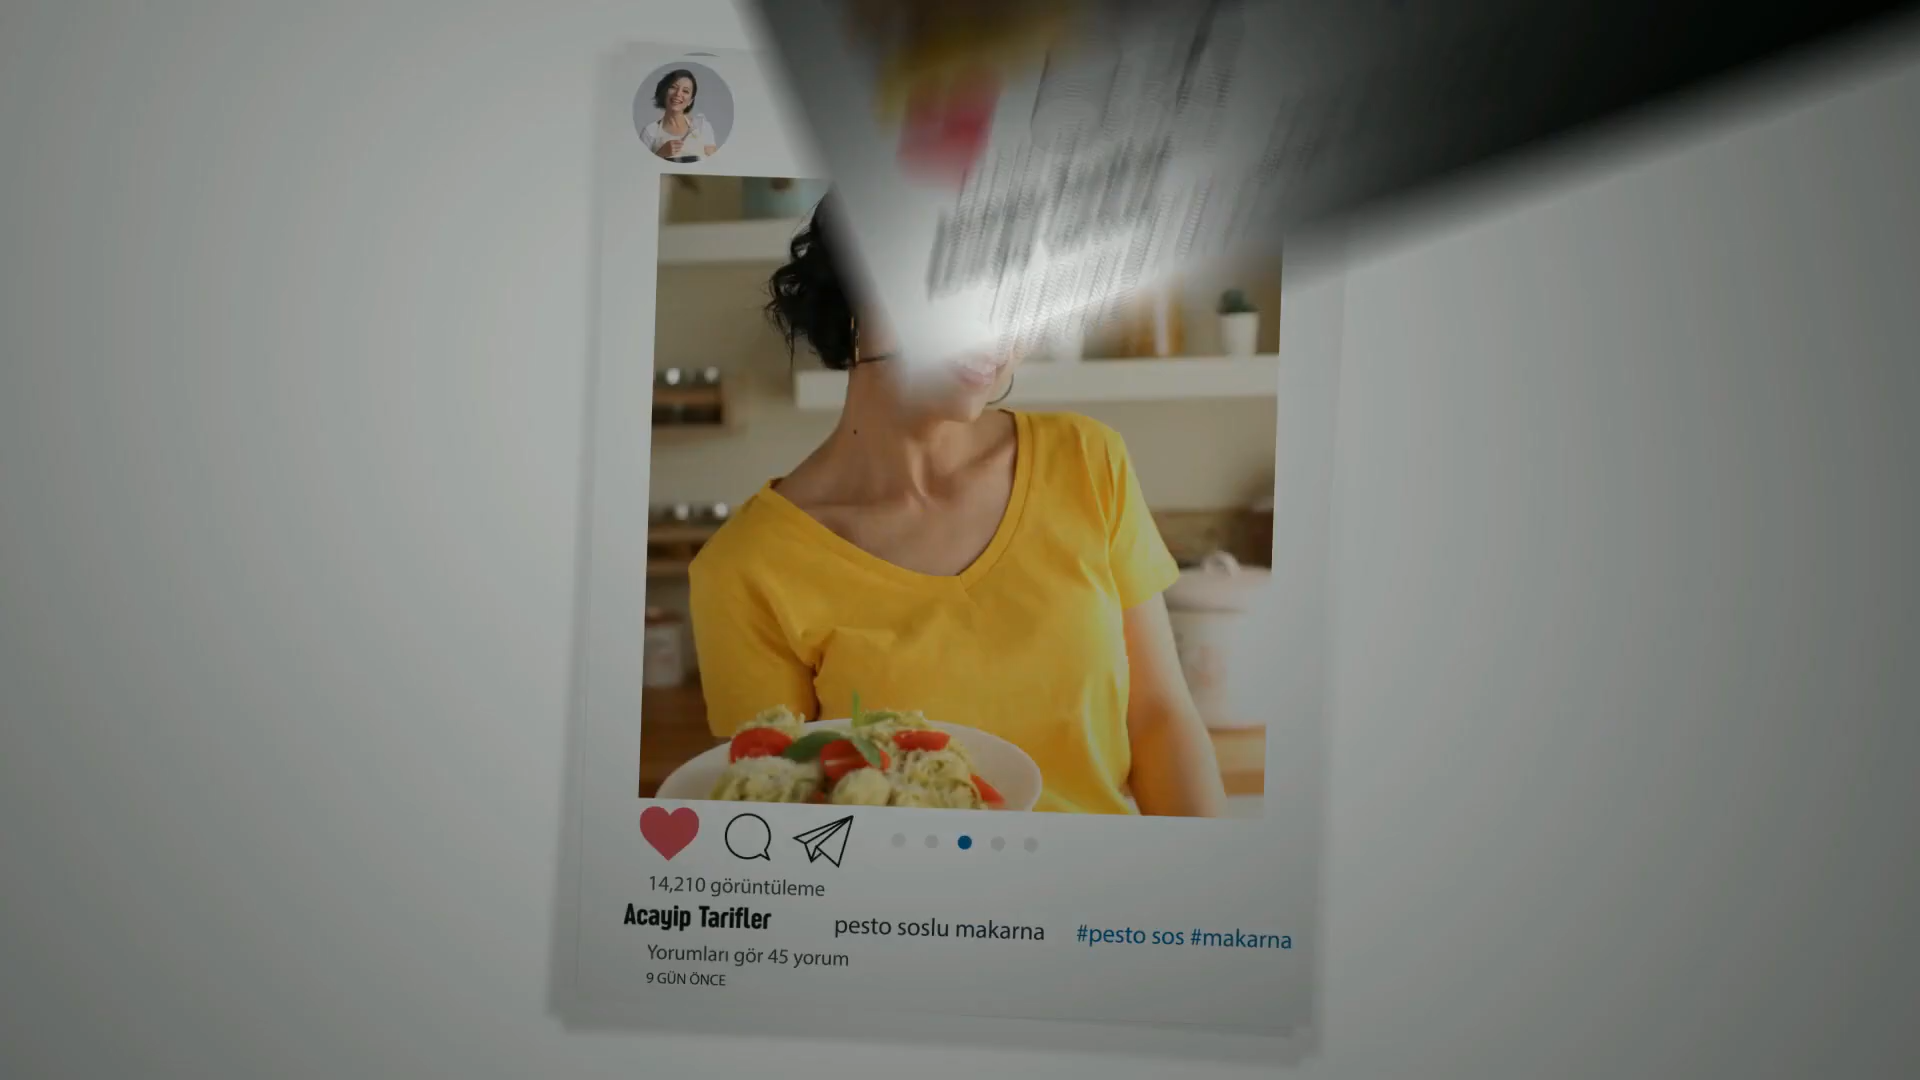 14,210 görüntüleme
Acayip Tarifler pesto soslu makarna #pesto sos #makarna
Yorumları gör 45 yorum
9 GÜN ÖNCE